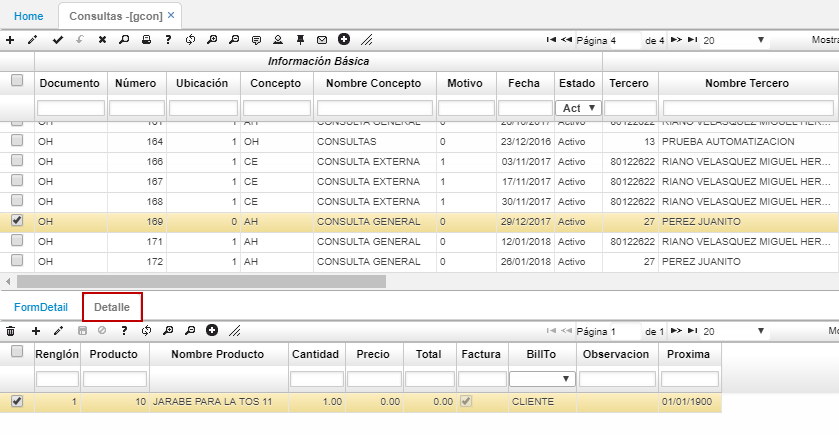 Home Consultas -[gcon] ×
Página 4 de 4 20 Mostra
Información Básica
Documento Número Ubicación Concepto Nombre Concepto Motivo Fecha Estado Tercero Nombre Tercero
Act
OH 161 1 AH CONSULTA GENERAL 0 Activo 80122622 RIANO VELASQUEZ MIGUEL HER...
OH 164 1 OH CONSULTAS 0 23/12/2016 Activo 13 PRUEBA AUTOMATIZACION
OH 166 1 CE CONSULTA EXTERNA 1 03/11/2017 Activo 80122622 RIANO VELASQUEZ MIGUEL HER...
OH 167 1 CE CONSULTA EXTERNA 1 17/11/2017 Activo 80122622 RIANO VELASQUEZ MIGUEL HER...
OH 168 1 CE CONSULTA EXTERNA 1 30/11/2017 Activo 80122622 RIANO VELASQUEZ MIGUEL HER...
OH 169 0 AH CONSULTA GENERAL 0 29/12/2017 Activo 27 PEREZ JUANITO
OH 171 1 AH CONSULTA GENERAL 0 12/01/2018 Activo 80122622 RIANO VELASQUEZ MIGUEL HER...
OH 172 1 AH CONSULTA GENERAL 0 26/01/2018 Activo 27 PEREZ JUANITO
FormDetail Detalle
Página 1 de 1 20 Mo
Renglón Producto Nombre Producto Cantidad Precio Total Factura BillTo Observacion Proxima
1 10 JARABE PARA LA TOS 11 1.00 0.00 0.00 CLIENTE 01/01/1900